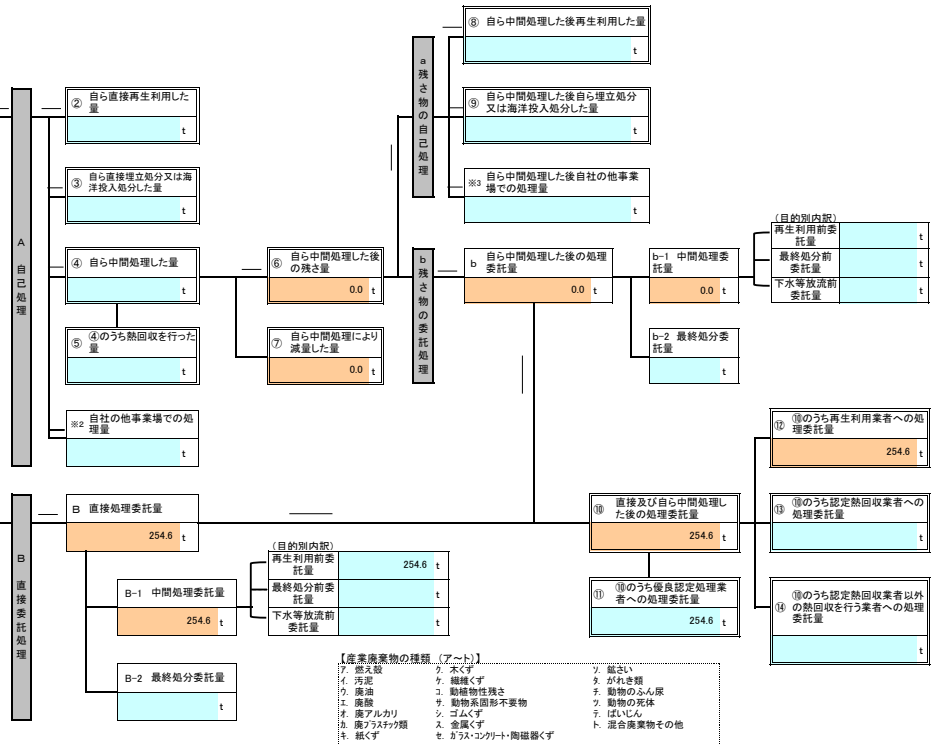 ⑧ 自ら中間処理した後再生利用した量
t
a 残さ物の自己処理
② 自ら直接再生利用した
量
t
⑨ 自ら中間処理した後自ら埋立処分
又は海洋投入処分した量
t
③ 自ら直接埋立処分又は海
洋投入処分した量
t
※3 自ら中間処理した後自社の他事業
場での処理量
t
A 自己処理
④ 自ら中間処理した量
t
⑥ 自ら中間処理した後
の残さ量
0.0 t
b 残さ物の委託処理
b 自ら中間処理した後の処理
委託量
0.0 t
b-1 中間処理委
託量
0.0 t
(目的別内訳)
再生利用前委
託量
t
最終処分前
委託量
t
下水等放流前
委託量
t
⑤ ④のうち熱回収を行った
量
t
⑦ 自ら中間処理により
減量した量
0.0 t
b-2 最終処分委
託量
t
※2 自社の他事業場での処
理量
t
⑫ ⑩のうち再生利用業者への処
理委託量
254.6 t
B 直接委託処理
B 直接処理委託量
254.6 t
⑩ 直接及び自ら中間処理し
た後の処理委託量
254.6 t
⑬ ⑩のうち認定熱回収業者への
処理委託量
t
B-1 中間処理委託量
254.6 t
(目的別内訳)
再生利用前委
託量
254.6 t
最終処分前委
託量
t
下水等放流前
委託量
t
⑪ ⑩のうち優良認定処理業
者への処理委託量
254.6 t
⑭ ⑩のうち認定熱回収業者以外
の熱回収を行う業者への処理
委託量
t
B-2 最終処分委託量
t
【産業廃棄物の種類 (ア~ト)】
ア. 燃え殻
イ. 汚泥
ウ. 廃油
エ. 廃酸
オ. 廃アルカリ
カ. 廃プラスチック類
キ. 紙くず
ク. 木くず
ケ. 繊維くず
コ. 動植物性残さ
サ. 動物系固形不要物
シ. ゴムくず
ス. 金属くず
セ. ガラス・コンクリート・陶磁器くず
ソ. 鉱さい
タ. がれき類
チ. 動物のふん尿
ツ. 動物の死体
テ. ばいじん
ト. 混合廃棄物その他